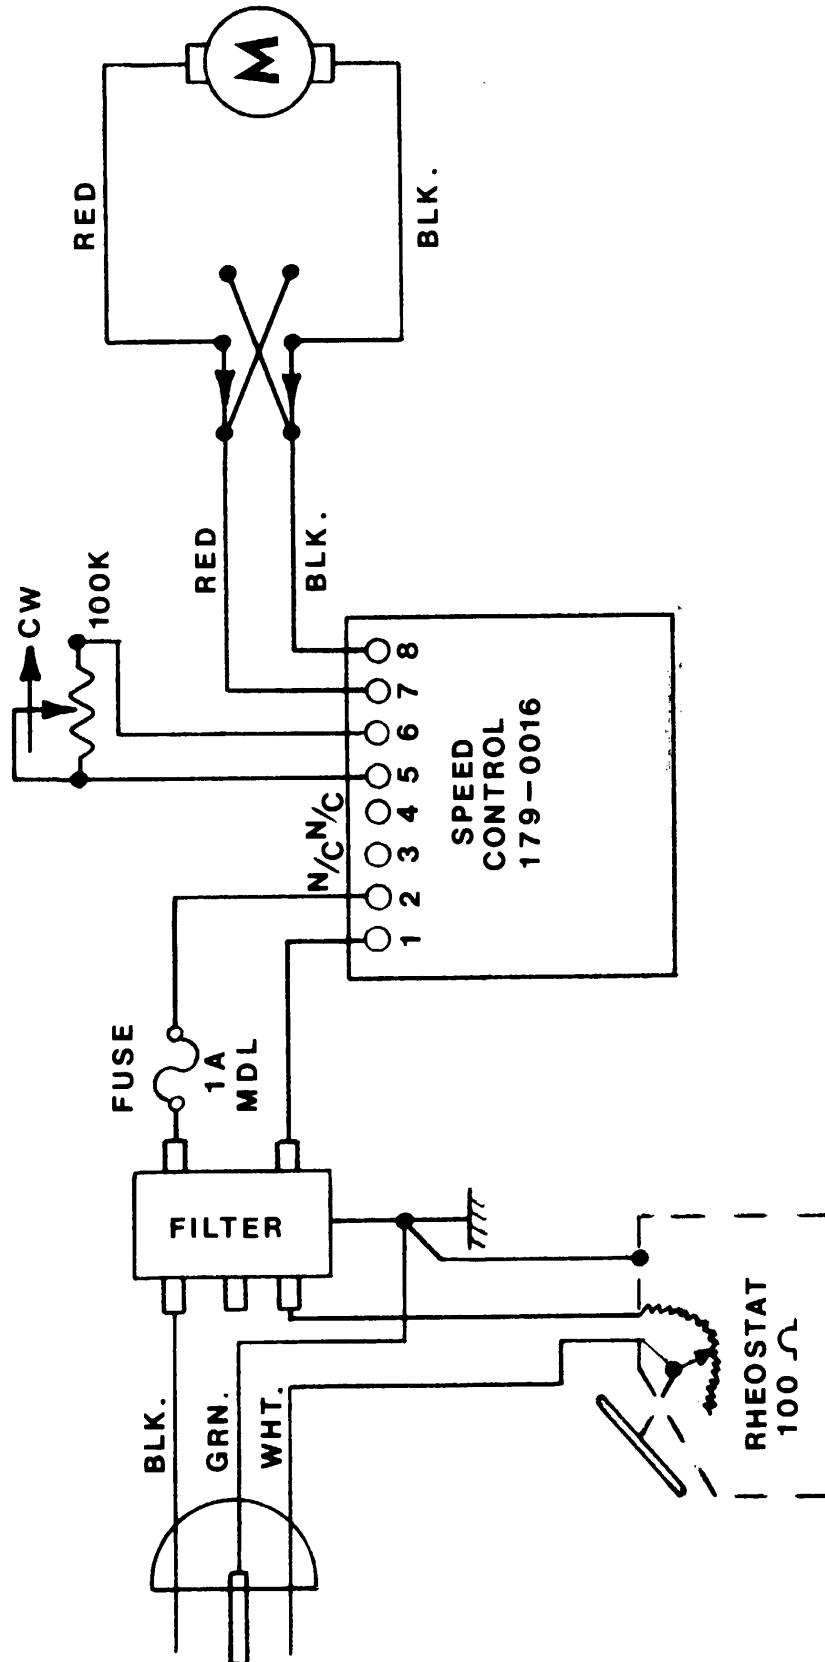 M
RED
BLK.
RED
BLK.
CW
100K
8
7
6
5
4
3
2
1
N/C
N/C
SPEED
CONTROL
179-0016
FUSE
1A
MDL
FILTER
BLK.
GRN.
WHT.
RHEOSTAT
100 Ω